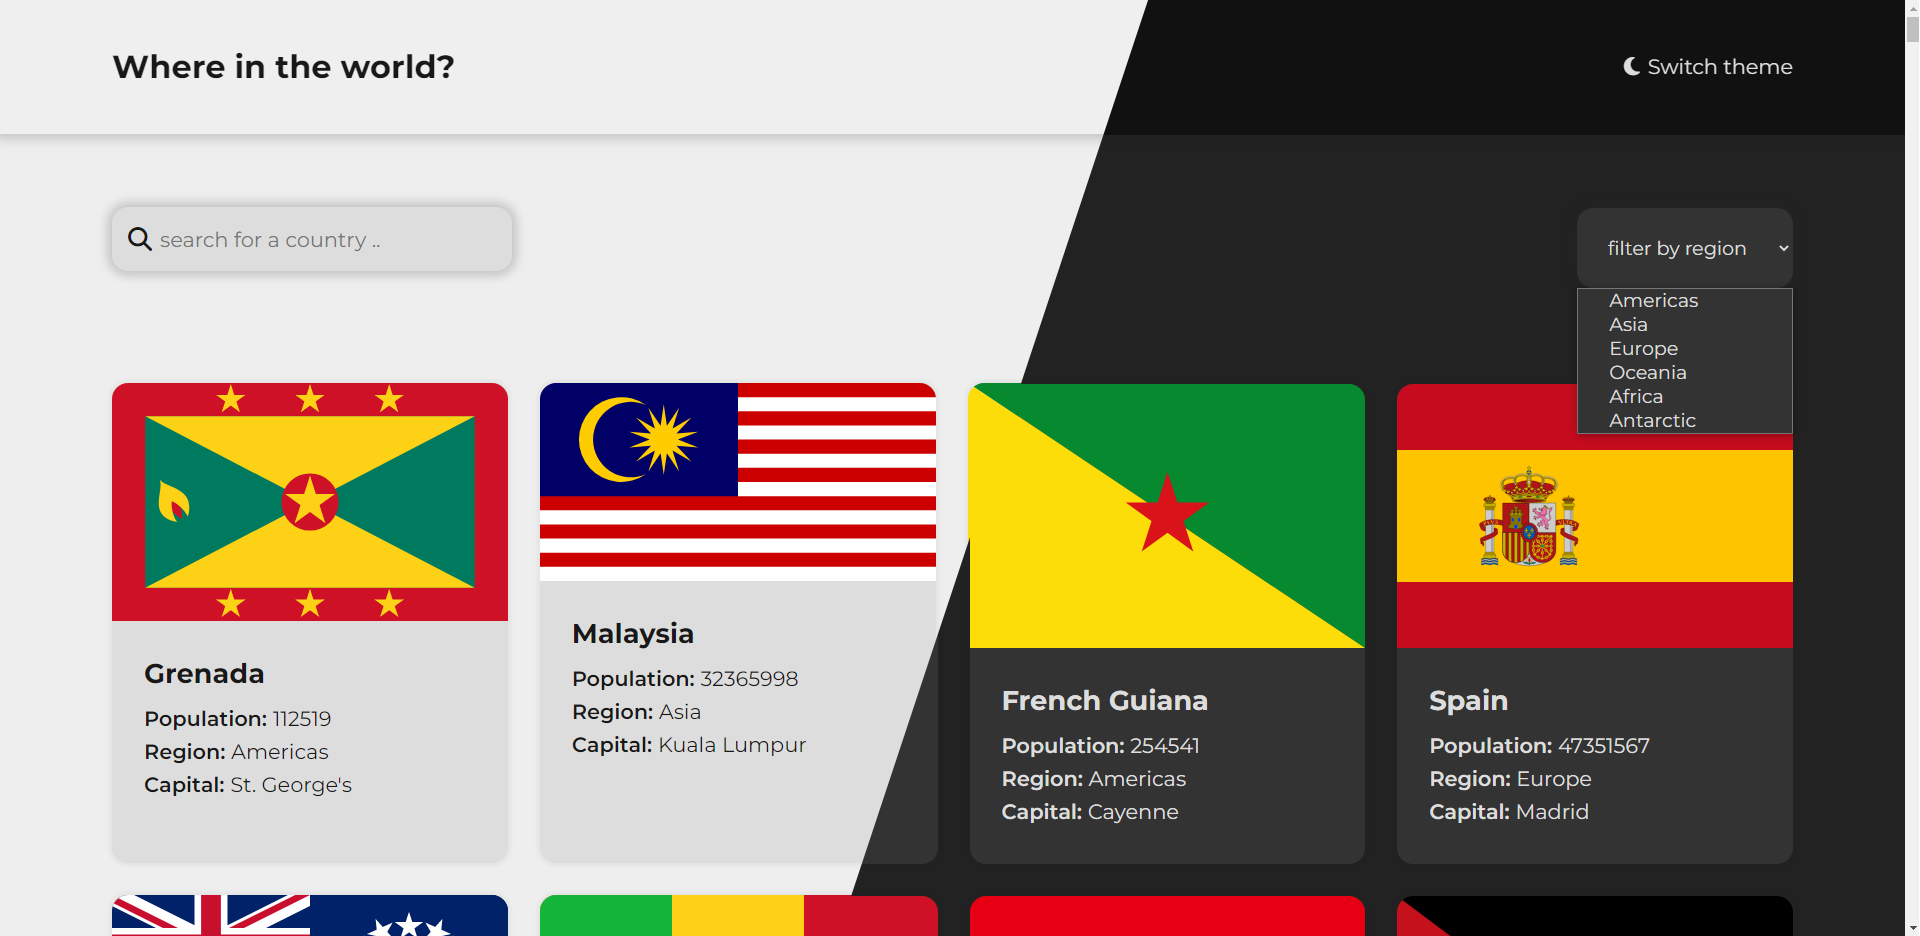 Where in the world?
Switch theme
search for a country ..
filter by region
Americas
Asia
Europe
Oceania
Africa
Antarctic
Grenada
Population: 112519
Region: Americas
Capital: St. George's
Malaysia
Population: 32365998
Region: Asia
Capital: Kuala Lumpur
French Guiana
Population: 254541
Region: Americas
Capital: Cayenne
Spain
Population: 47351567
Region: Europe
Capital: Madrid